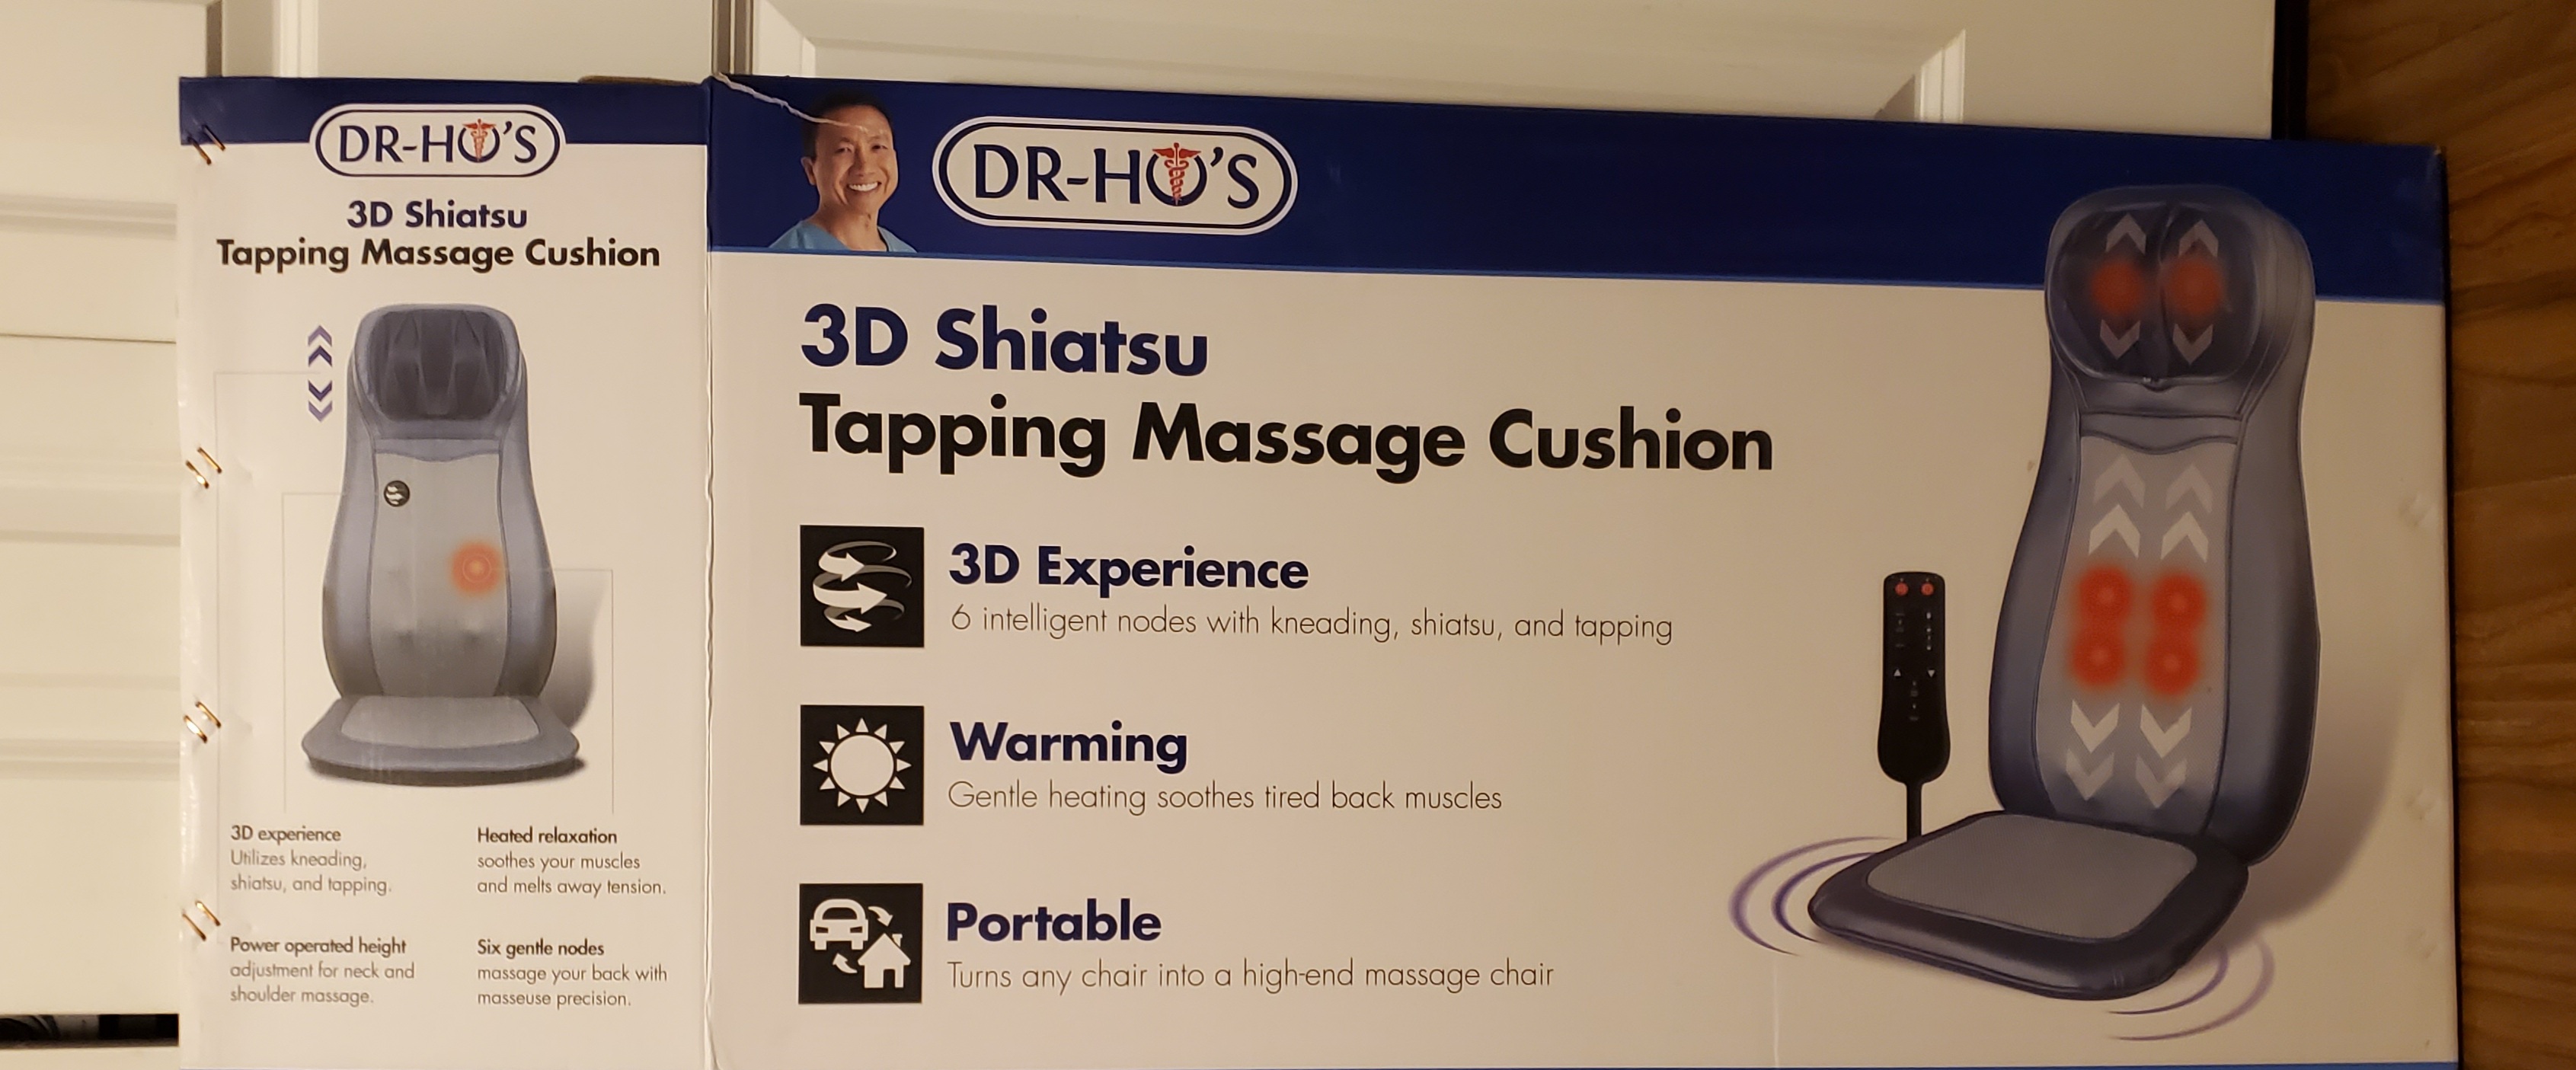 DR-HO'S
3D Shiatsu
Tapping Massage Cushion
3D experience
Utilizes kneading,
shiatsu, and tapping.
Heated relaxation
soothes your muscles
and melts away tension.
Power operated height
adjustment for neck and
shoulder massage.
Six gentle nodes
massage your back with
masseuse precision.
DR-HO'S
3D Shiatsu
Tapping Massage Cushion
3D Experience
6 intelligent nodes with kneading, shiatsu, and tapping
Warming
Gentle heating soothes tired back muscles
Portable
Turns any chair into a high-end massage chair